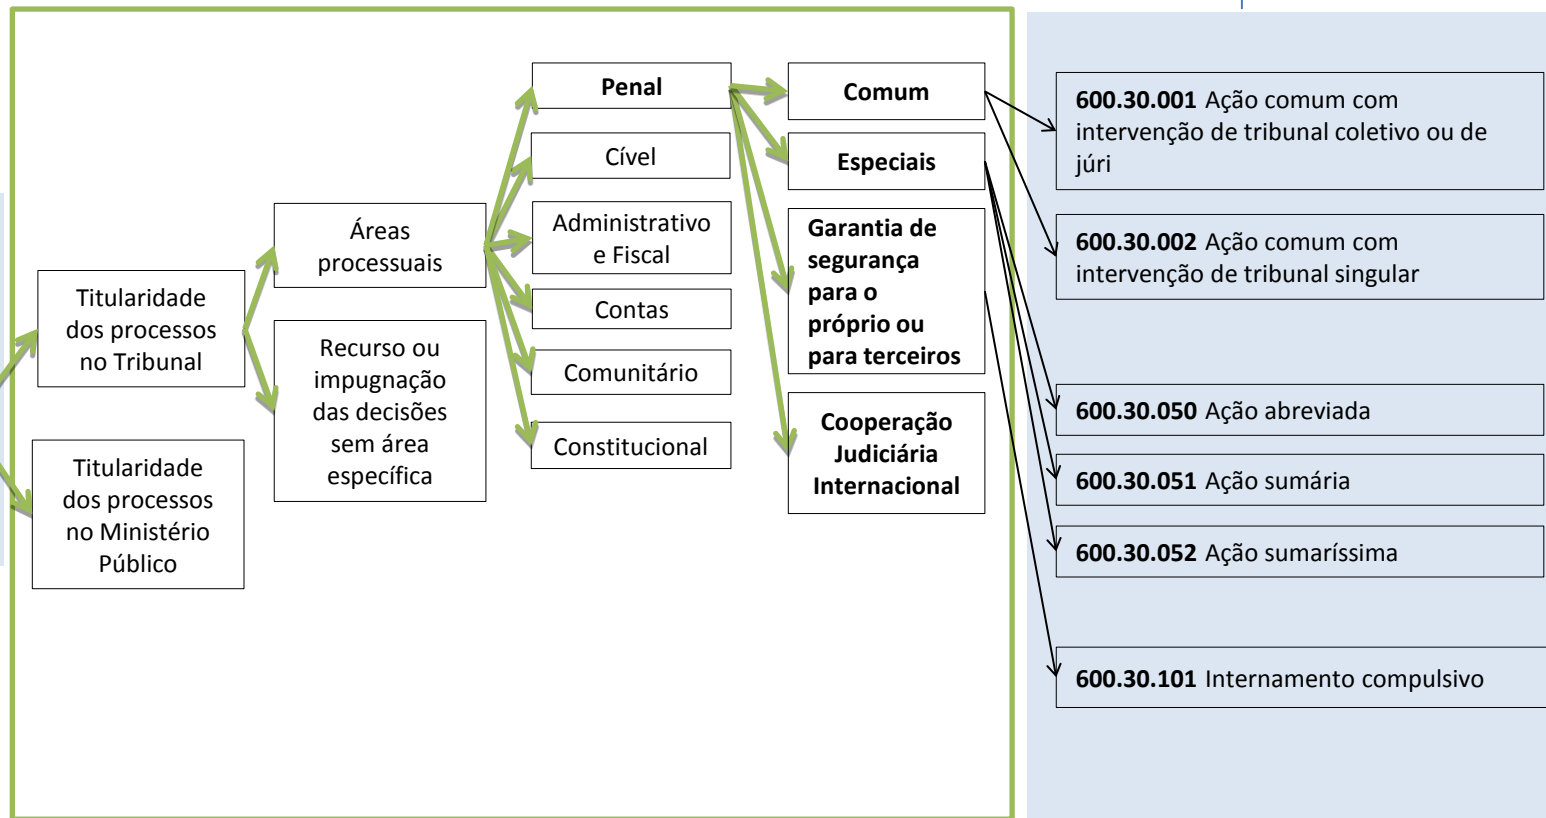 Titularidade
dos processos
no Tribunal
Titularidade
dos processos
no Ministério
Público
Áreas
processuais
Recurso ou
impugnação
das decisões
sem área
específica
Penal
Cível
Administrativo
e Fiscal
Contas
Comunitário
Constitucional
Comum
Especiais
Garantia de
segurança
para o
próprio ou
para terceiros
Cooperação
Judiciária
Internacional
600.30.001 Ação comum com
intervenção de tribunal coletivo ou de
júri
600.30.002 Ação comum com
intervenção de tribunal singular
600.30.050 Ação abreviada
600.30.051 Ação sumária
600.30.052 Ação sumaríssima
600.30.101 Internamento compulsivo